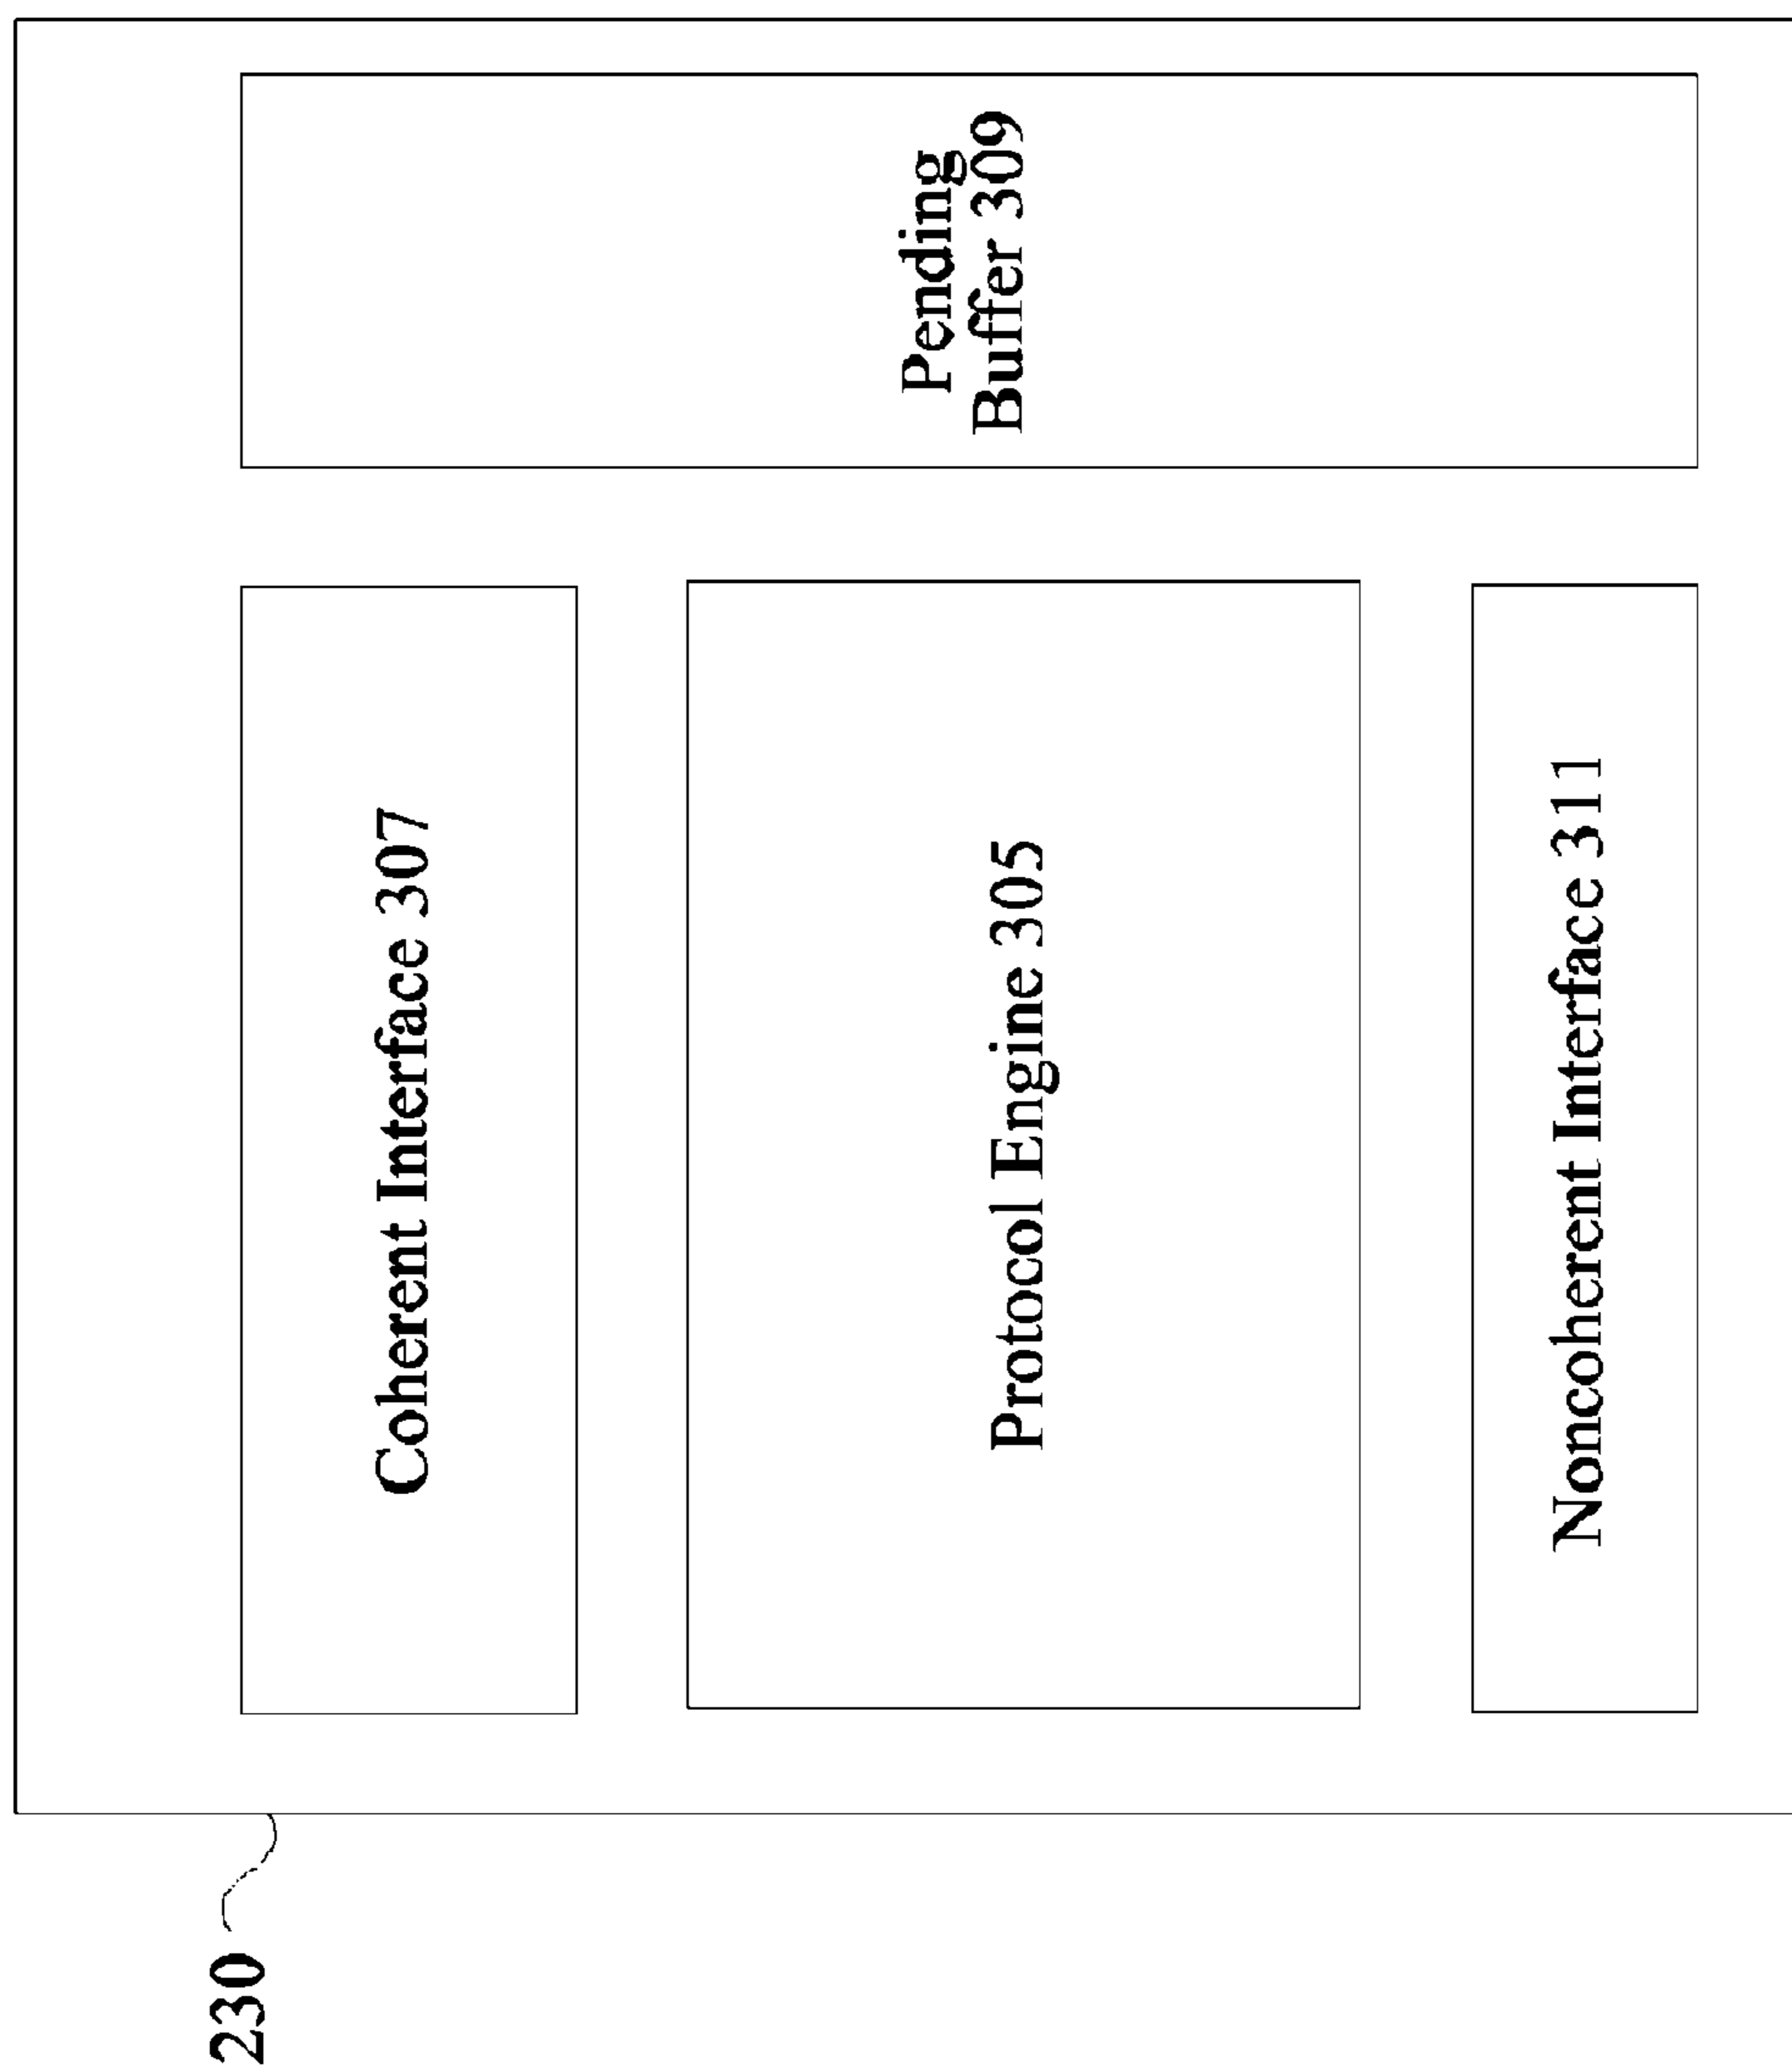 230
Coherent Interface 307
Protocol Engine 305
Noncoherent Interface 311
Pending
Buffer 309